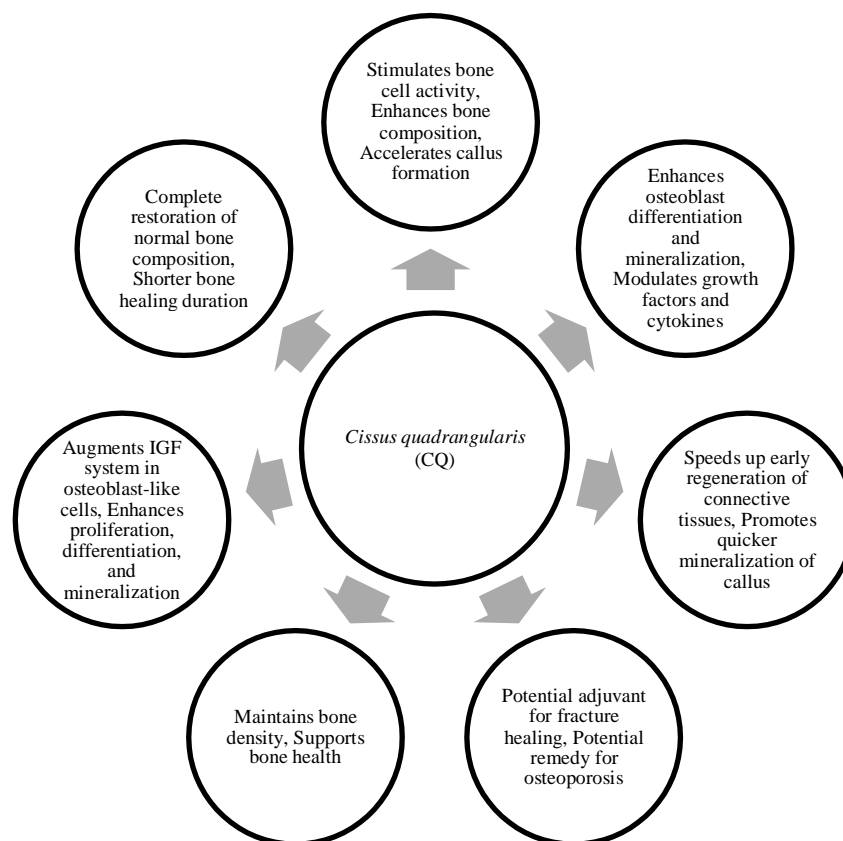 Stimulates bone
cell activity,
Enhances bone
composition,
Accelerates callus
formation
Enhances
osteoblast
differentiation
and
mineralization,
Modulates growth
factors and
cytokines
Speeds up early
regeneration of
connective
tissues, Promotes
quicker
mineralization of
callus
Potential adjuvant
for fracture
healing, Potential
remedy for
osteoporosis
Maintains bone
density, Supports
bone health
Augments IGF
system in
osteoblast-like
cells, Enhances
proliferation,
differentiation,
and
mineralization
Complete
restoration of
normal bone
composition,
Shorter bone
healing duration
Cissus quadrangularis
(CQ)